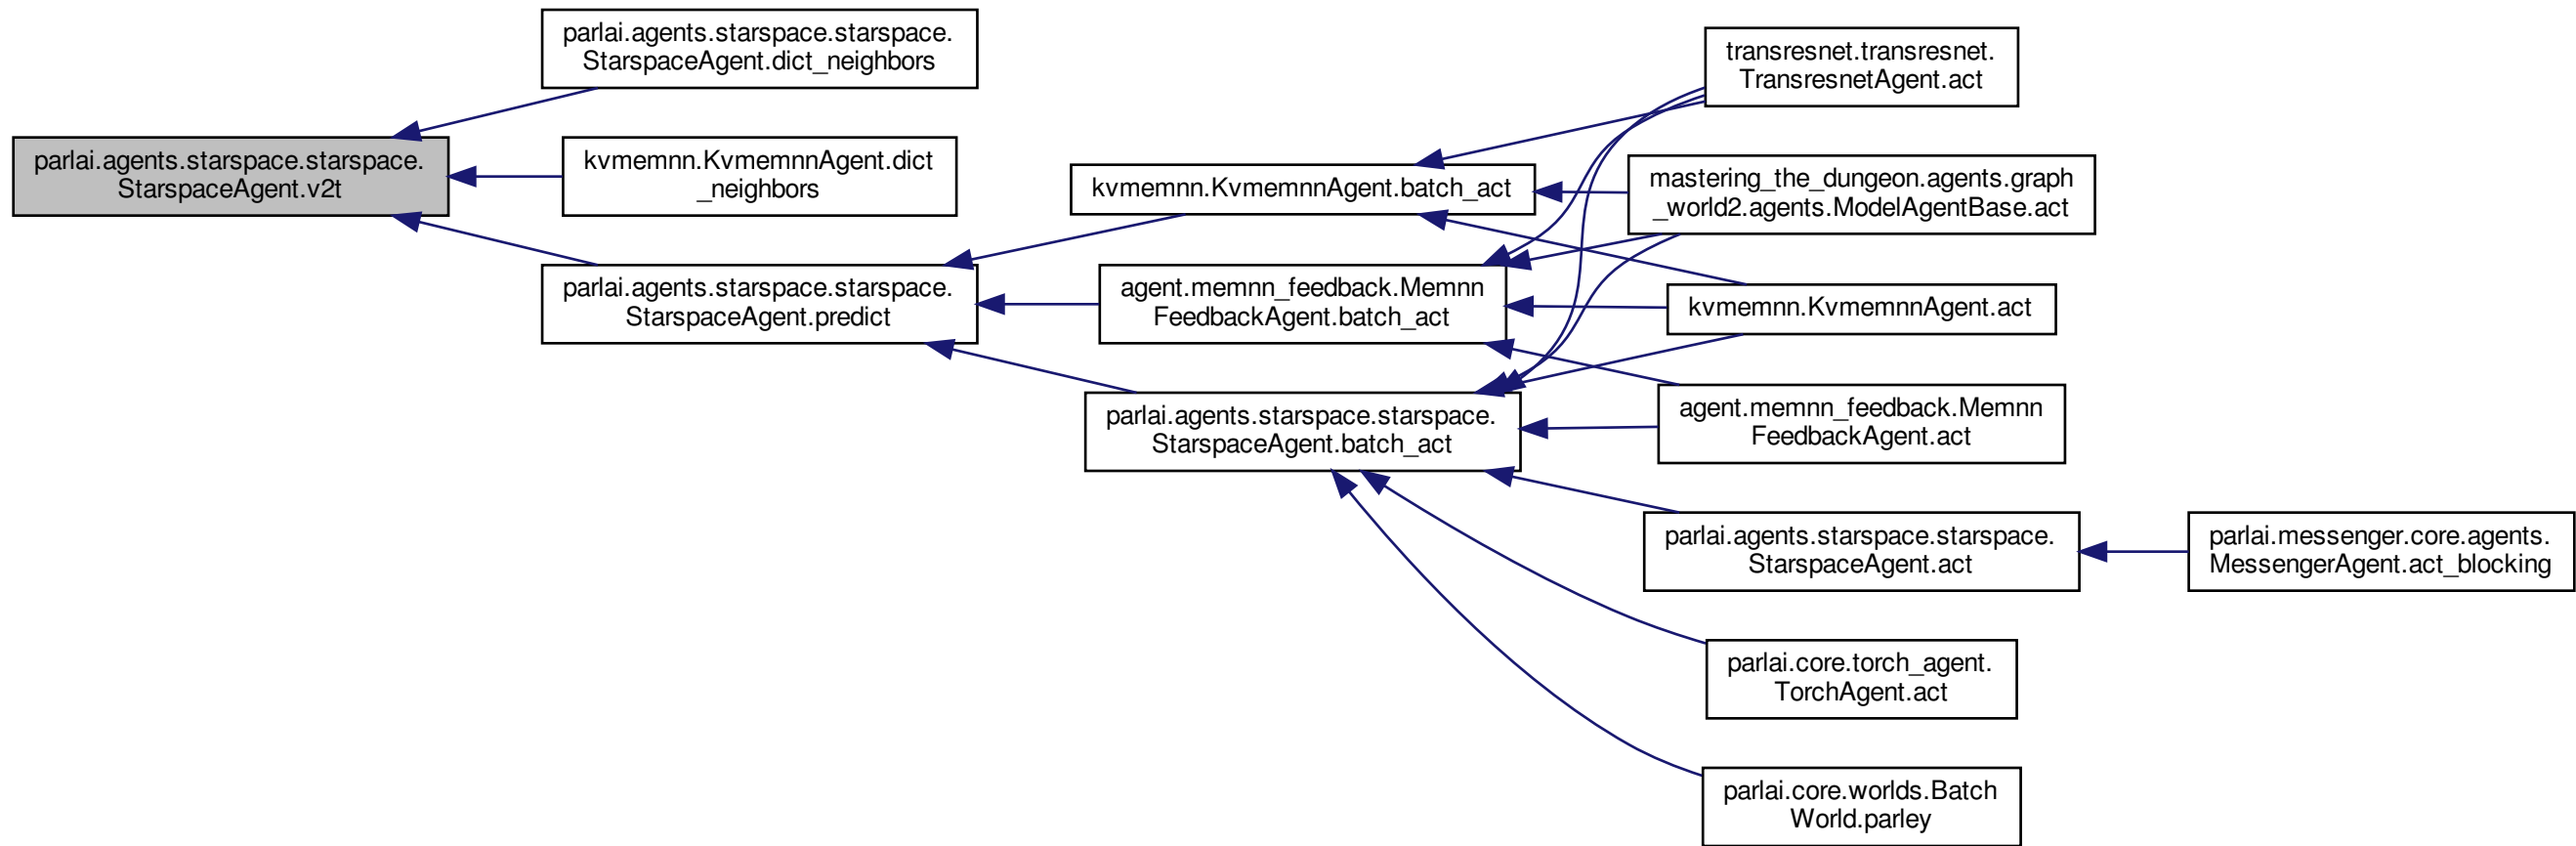 parlai.agents.starspace.starspace.
StarspaceAgent.v2t
parlai.agents.starspace.starspace.
StarspaceAgent.dict_neighbors
kvmemnn.KvmemnnAgent.dict
_neighbors
parlai.agents.starspace.starspace.
StarspaceAgent.predict
kvmemnn.KvmemnnAgent.batch_act
agent.memnn_feedback.Memnn
FeedbackAgent.batch_act
parlai.agents.starspace.starspace.
StarspaceAgent.batch_act
transresnet.transresnet.
TransresnetAgent.act
mastering_the_dungeon.agents.graph
_world2.agents.ModelAgentBase.act
kvmemnn.KvmemnnAgent.act
agent.memnn_feedback.Memnn
FeedbackAgent.act
parlai.agents.starspace.starspace.
StarspaceAgent.act
parlai.core.torch_agent.
TorchAgent.act
parlai.core.worlds.Batch
World.parley
parlai.messenger.core.agents.
MessengerAgent.act_blocking